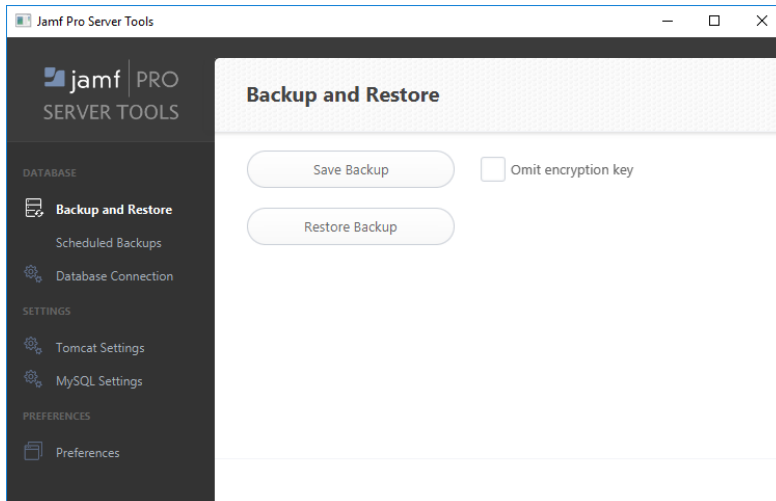 Jamf Pro Server Tools
jamf PRO
SERVER TOOLS
DATABASE
Backup and Restore
Scheduled Backups
Database Connection
SETTINGS
Tomcat Settings
MySQL Settings
PREFERENCES
Preferences
Backup and Restore
Save Backup
Omit encryption key
Restore Backup